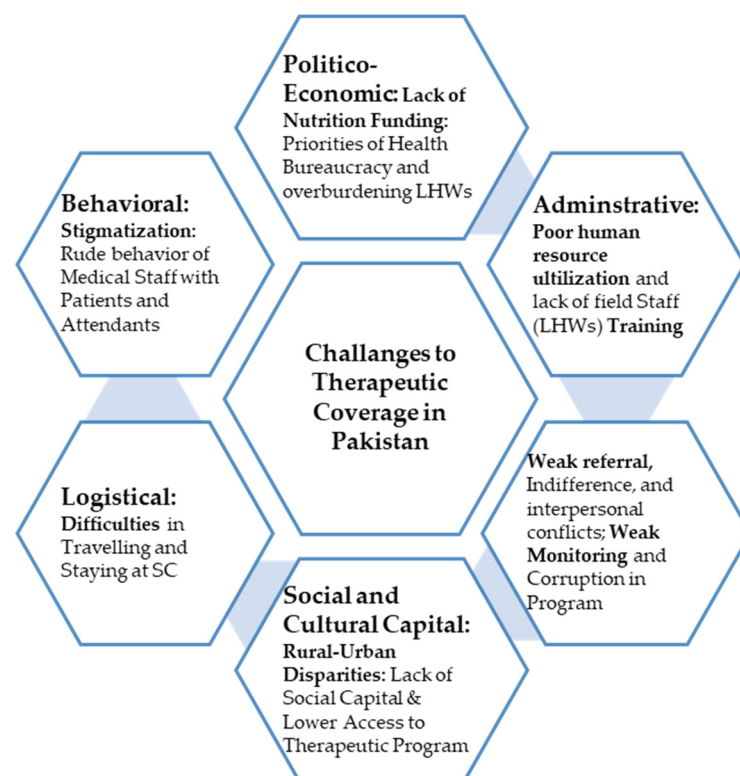 Politico-
Economic: Lack of
Nutrition Funding:
Priorities of Health
Bureaucracy and
overburdening LHWs
Adminstrative:
Poor human
resource
ultilization and
lack of field Staff
(LHWs) Training
Weak referral,
Indifference, and
interpersonal
conflicts; Weak
Monitoring and
Corruption in
Program
Social and
Cultural Capital:
Rural-Urban
Disparities: Lack of
Social Capital &
Lower Access to
Therapeutic Program
Logistical:
Difficulties in
Travelling and
Staying at SC
Behavioral:
Stigmatization:
Rude behavior of
Medical Staff with
Patients and
Attendants
Challanges to
Therapeutic
Coverage in
Pakistan